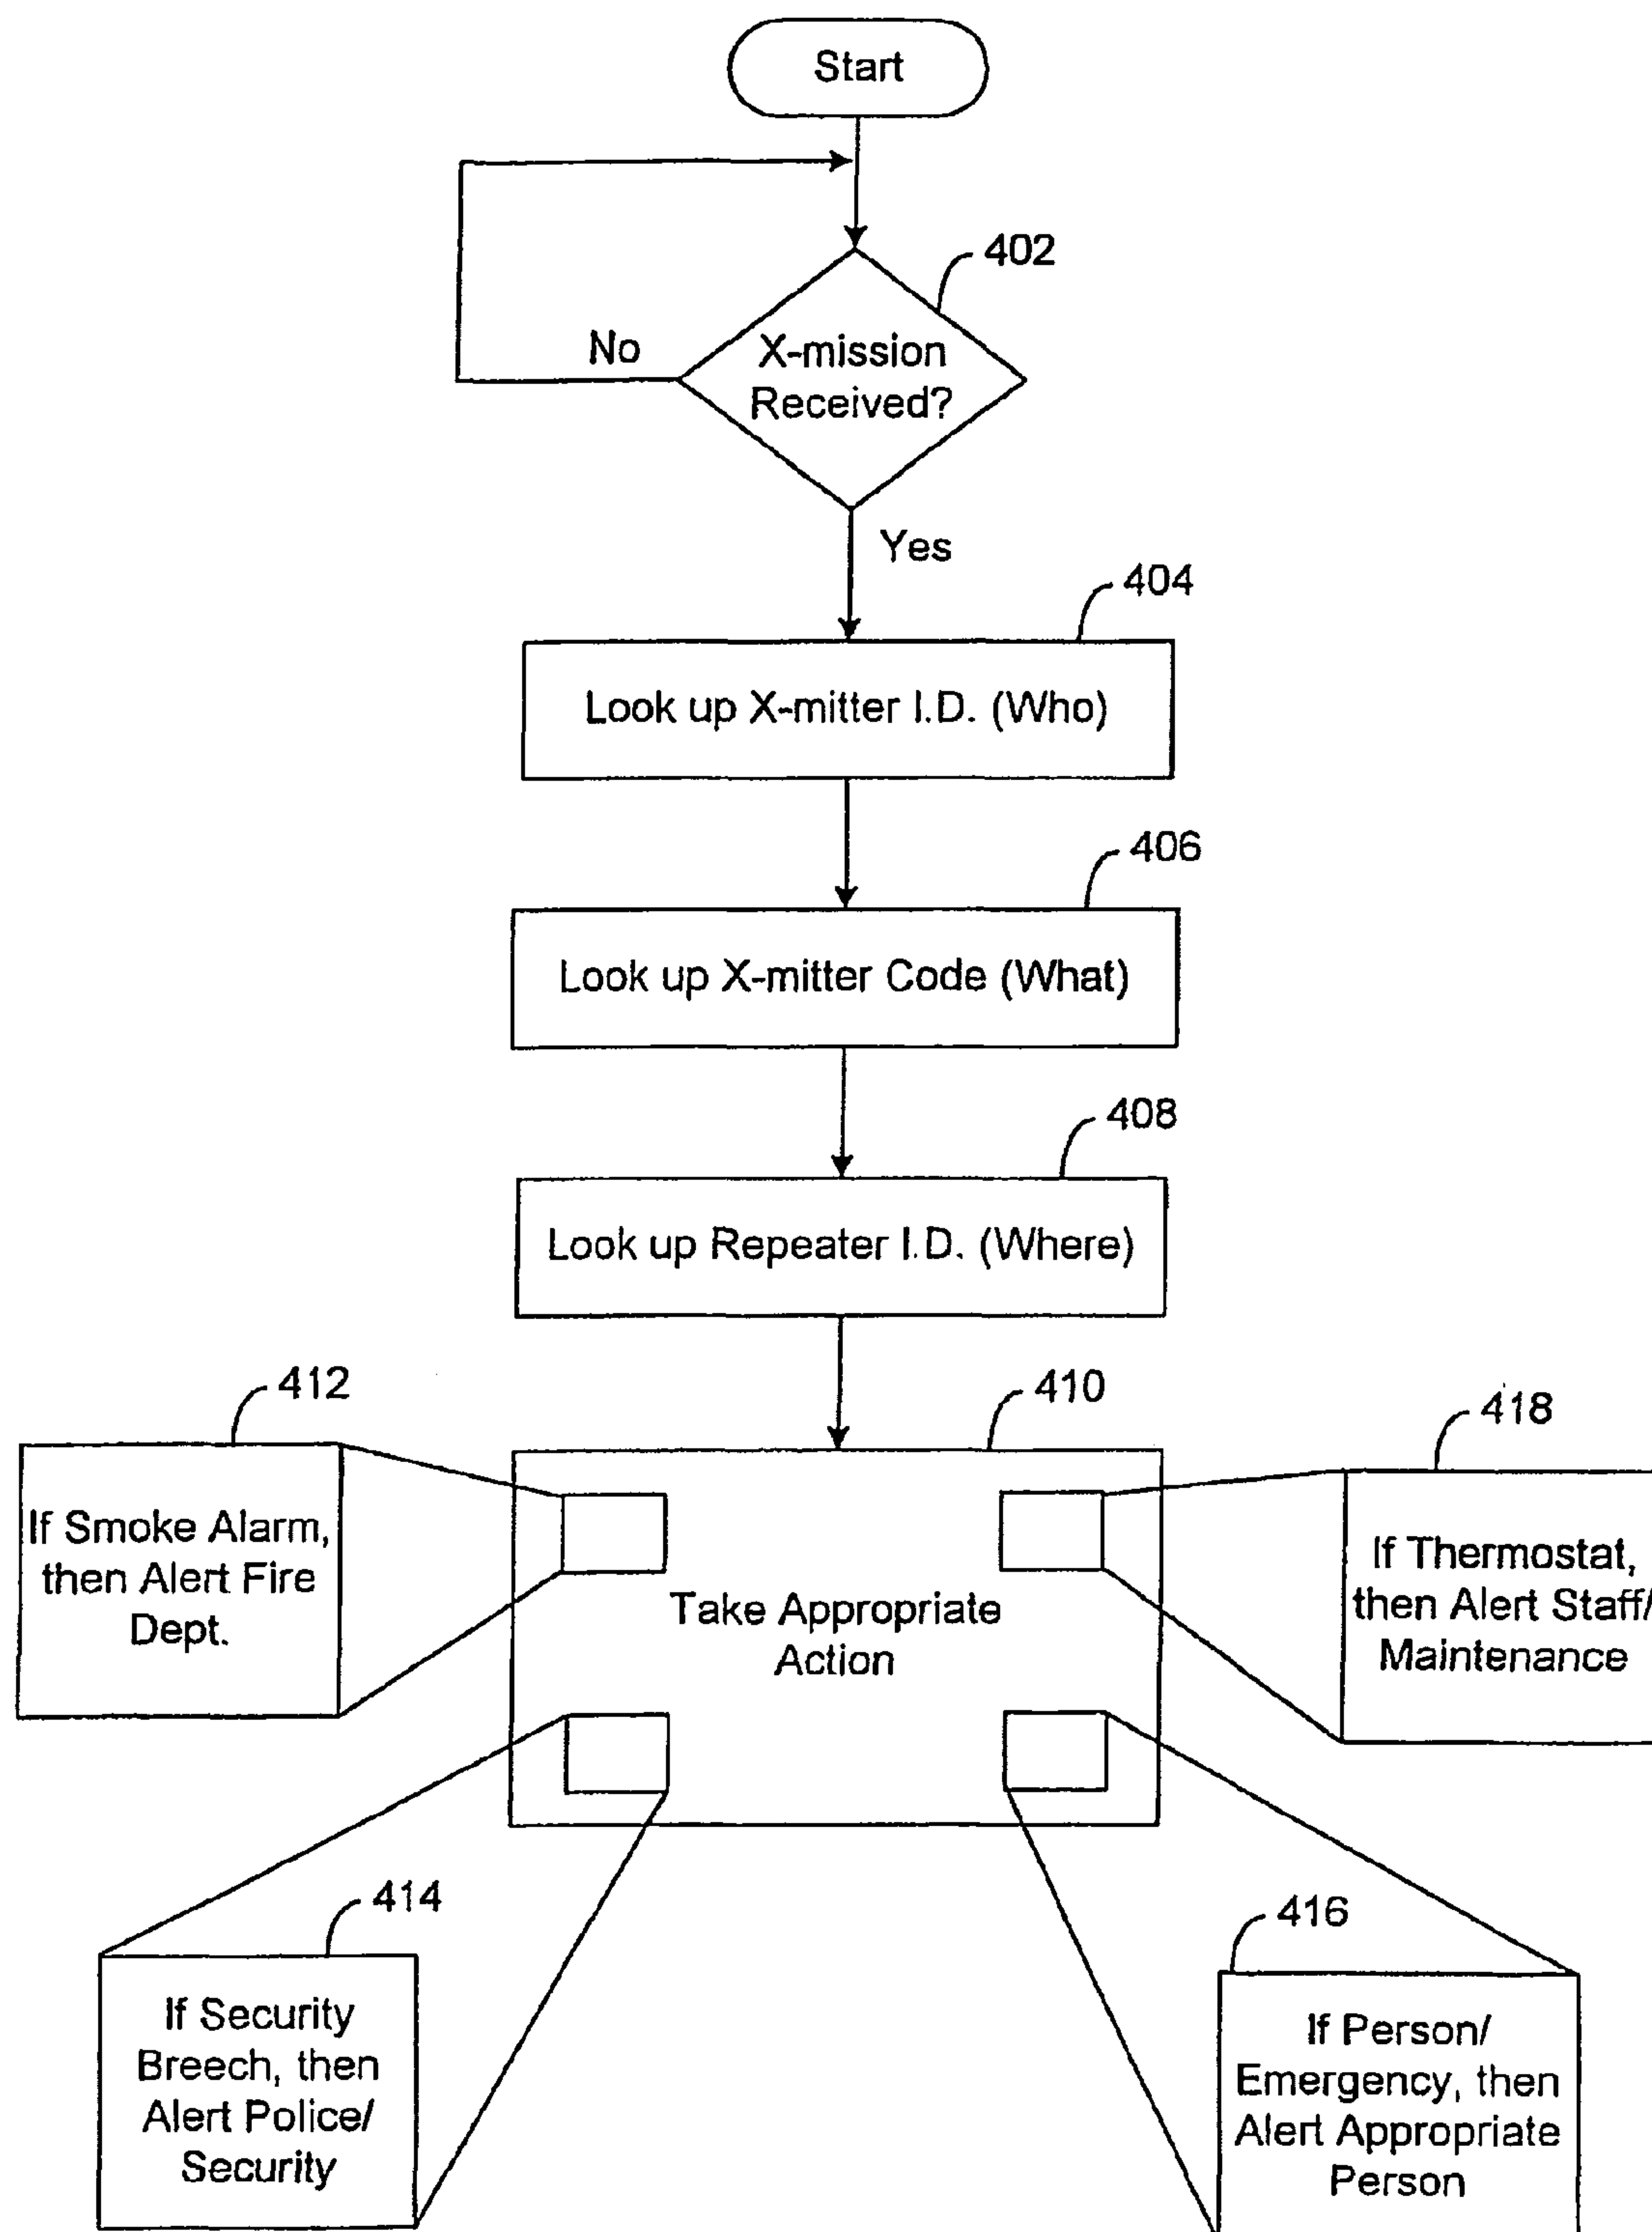 Start
402
X-mission
Received?
No
Yes
404
Look up X-mitter I.D. (Who)
406
Look up X-mitter Code (What)
408
Look up Repeater I.D. (Where)
412
If Smoke Alarm,
then Alert Fire
Dept.
410
Take Appropriate
Action
418
If Thermostat,
then Alert Staff/
Maintenance
414
If Security
Breech, then
Alert Police/
Security
416
If Person/
Emergency, then
Alert Appropriate
Person